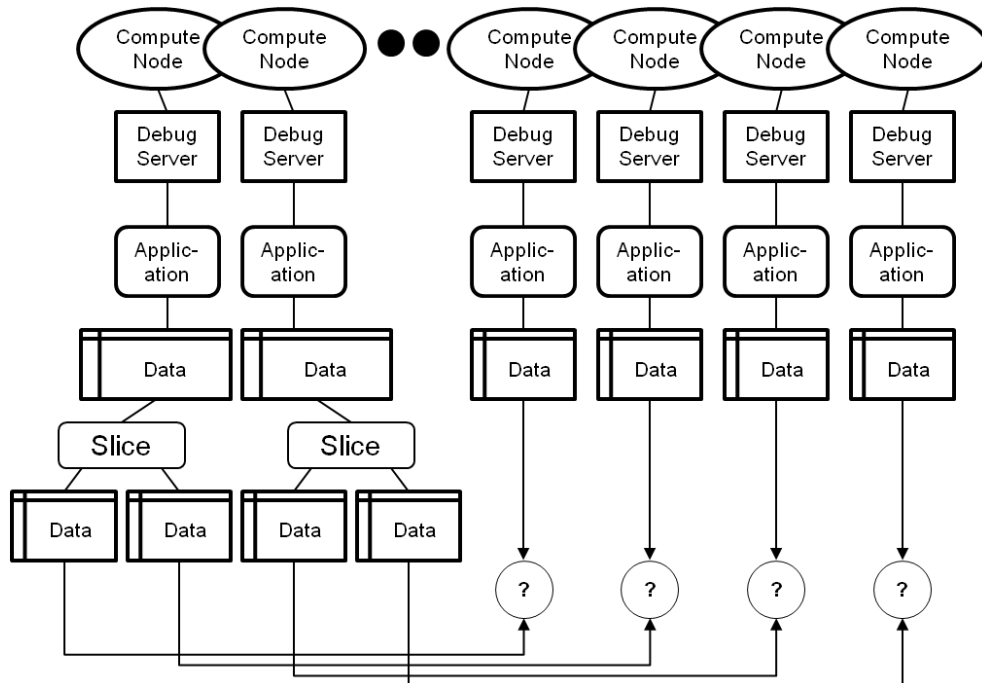 Compute
Node
Compute
Node
Compute
Node
Compute
Node
Compute
Node
Compute
Node
Debug
Server
Debug
Server
Debug
Server
Debug
Server
Debug
Server
Debug
Server
Applic-
ation
Applic-
ation
Applic-
ation
Applic-
ation
Applic-
ation
Applic-
ation
Data
Data
Data
Data
Data
Data
Slice
Slice
Data
Data
Data
Data
?
?
?
?